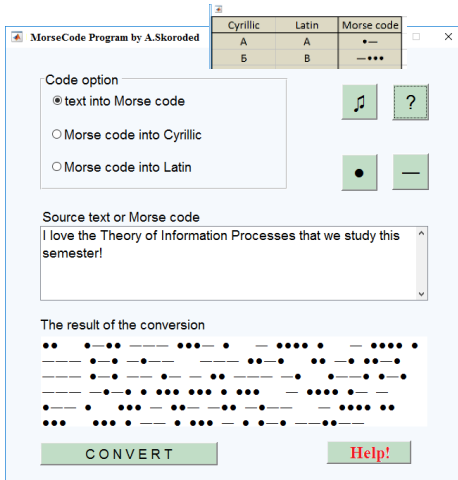 Cyrillic Latin Morse code
А A ●—
Б B —●●●
MorseCode Program by A.Skoroded
Code option
text into Morse code
Morse code into Cyrillic
Morse code into Latin
♫ ?
● —
Source text or Morse code
I love the Theory of Information Processes that we study this
semester!
The result of the conversion
●●   ●—●● ——— ●●●— ●   — ●●●● ●   — ●●●● ●
——— ●—● —●——   ——— ●●—●   ●● —● ●●—●
——— ●—● —— ●— — ●● ——— —●   ●——● ●—●
——— —●—● ● ●●● ●●● ● ●●●   — ●●●● ●— —
●—— ●   ●●● — ●●— —●● —●——   — ●●●● ●●
●●●   ●●● ● —— ● ●●● — ● ●—● ——●●——
CONVERT Help!